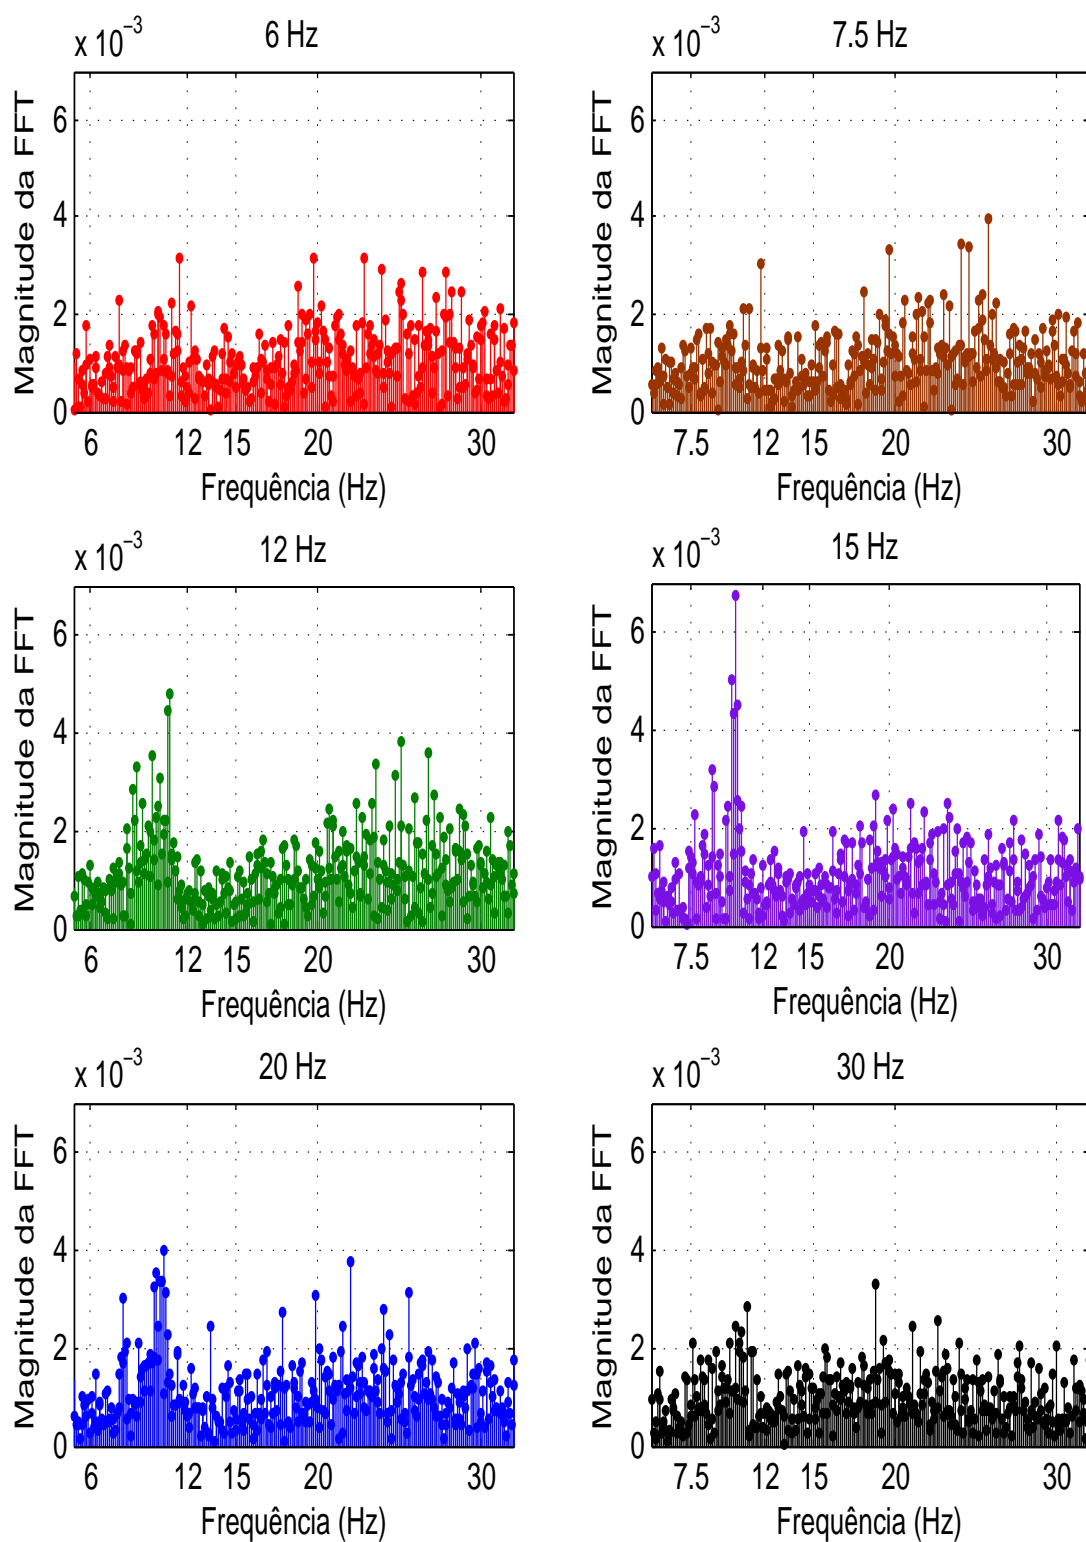 x 10⁻³
6 Hz
Magnitude da FFT
6
4
2
0
6 12 15 20 30
Frequência (Hz)
x 10⁻³
7.5 Hz
Magnitude da FFT
6
4
2
0
7.5 12 15 20 30
Frequência (Hz)
x 10⁻³
12 Hz
Magnitude da FFT
6
4
2
0
6 12 15 20 30
Frequência (Hz)
x 10⁻³
15 Hz
Magnitude da FFT
6
4
2
0
7.5 12 15 20 30
Frequência (Hz)
x 10⁻³
20 Hz
Magnitude da FFT
6
4
2
0
6 12 15 20 30
Frequência (Hz)
x 10⁻³
30 Hz
Magnitude da FFT
6
4
2
0
7.5 12 15 20 30
Frequência (Hz)